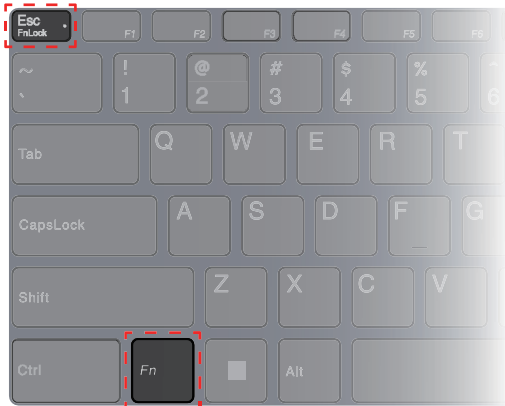 Esc
FnLock
F1
F2
F3
F4
F5
F6
~
`
!
1
@
2
#
3
$
4
%
5
^
6
Tab
Q
W
E
R
T
CapsLock
A
S
D
F
G
Shift
Z
X
C
V
Ctrl
Fn
Alt